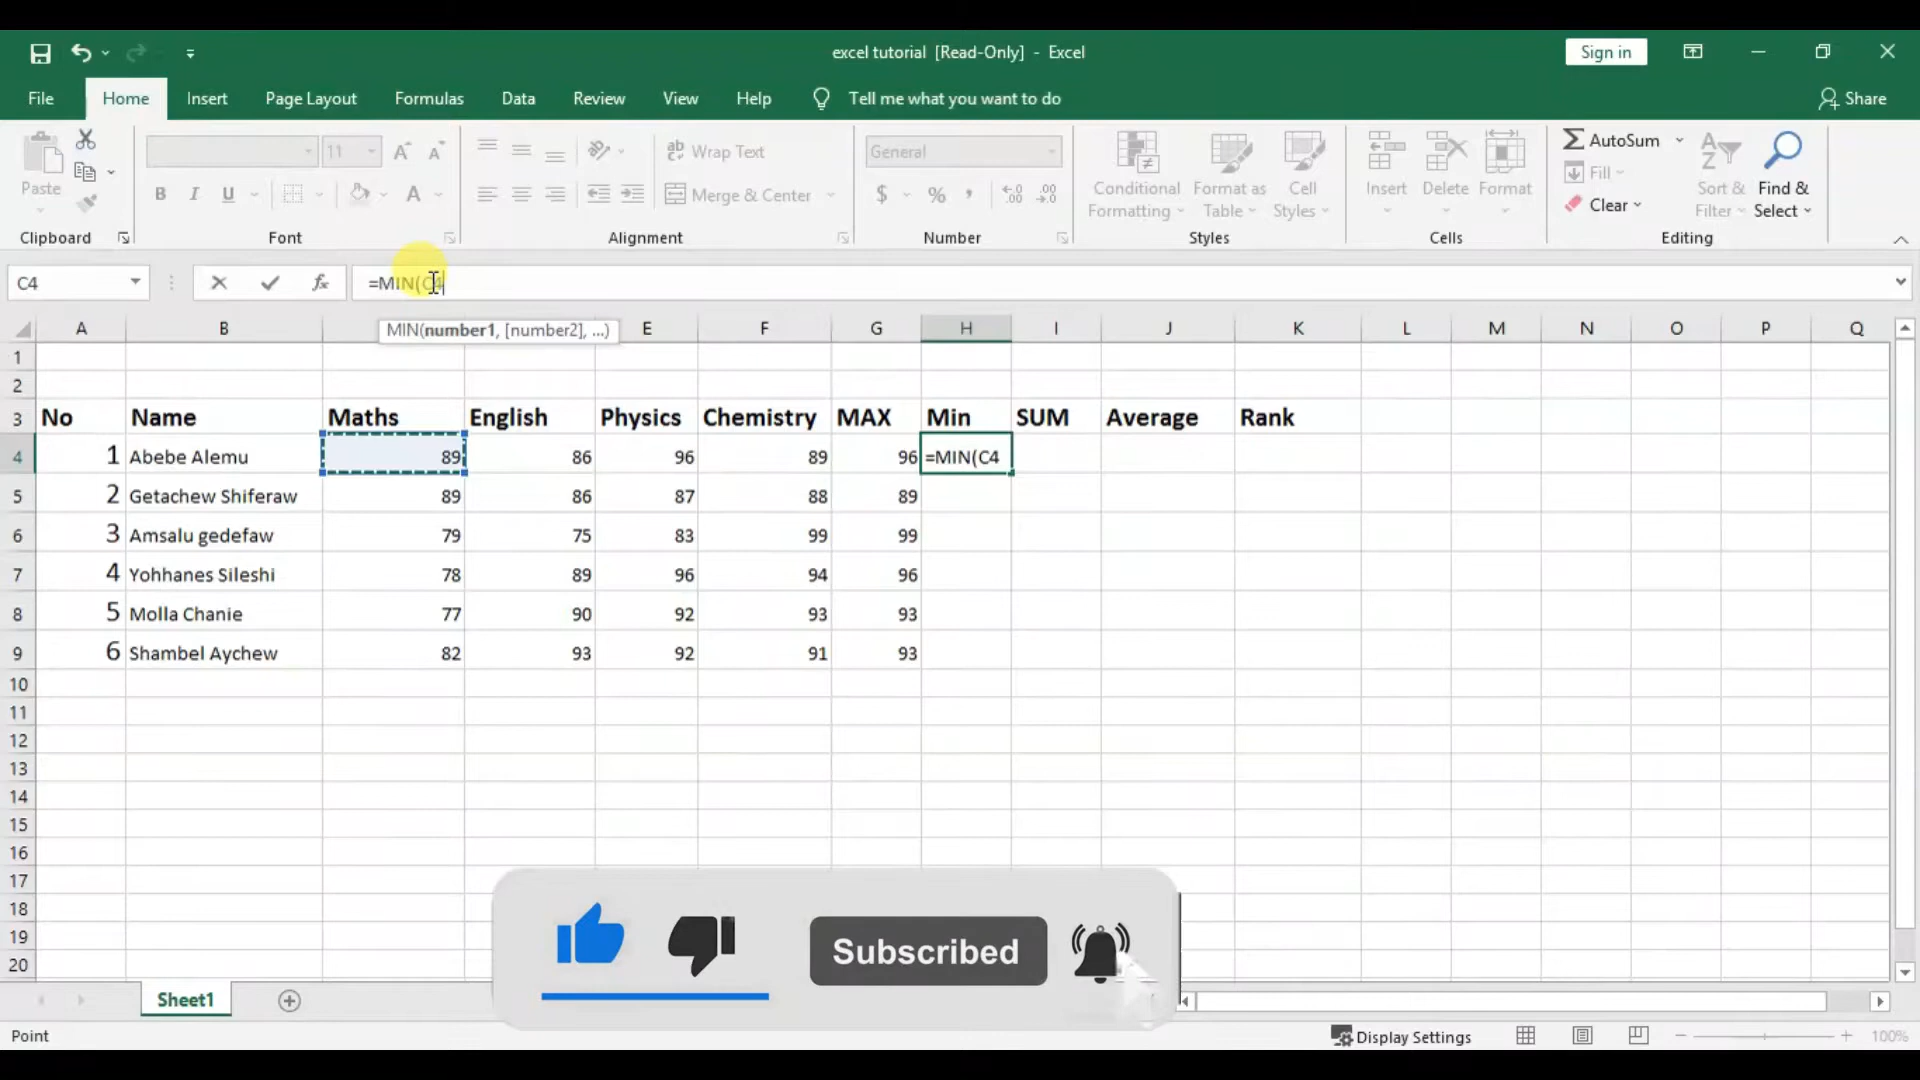 excel tutorial [Read-Only] - Excel
Sign in
File Home Insert Page Layout Formulas Data Review View Help Tell me what you want to do Share
Paste
11
B I U
Wrap Text
Merge & Center
General
$ %
Conditional Formatting
Format as Table
Cell Styles
Insert
Delete
Format
AutoSum
Fill
Clear
Sort & Filter
Find & Select
Clipboard Font Alignment Number Styles Cells Editing
C4 fx =MIN(C4
MIN(number1, [number2], ...)
A B E F G H I J K L M N O P Q
1
2
3 No Name Maths English Physics Chemistry MAX Min SUM Average Rank
4 1 Abebe Alemu 89 86 96 89 96 =MIN(C4
5 2 Getachew Shiferaw 89 86 87 88 89
6 3 Amsalu gedefaw 79 75 83 99 99
7 4 Yohhanes Sileshi 78 89 96 94 96
8 5 Molla Chanie 77 90 92 93 93
9 6 Shambel Aychew 82 93 92 91 93
10
11
12
13
14
15
16
17
18
19
20
Subscribed
Sheet1
Point
Display Settings
100%